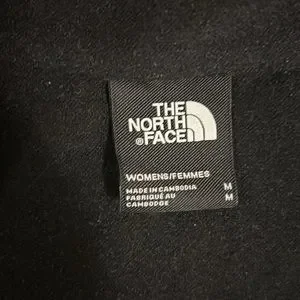 THE
NORTH
®FACE
WOMENS/FEMMES
MADE IN CAMBODIA M
FABRIQUÉ AU M
CAMBODGE